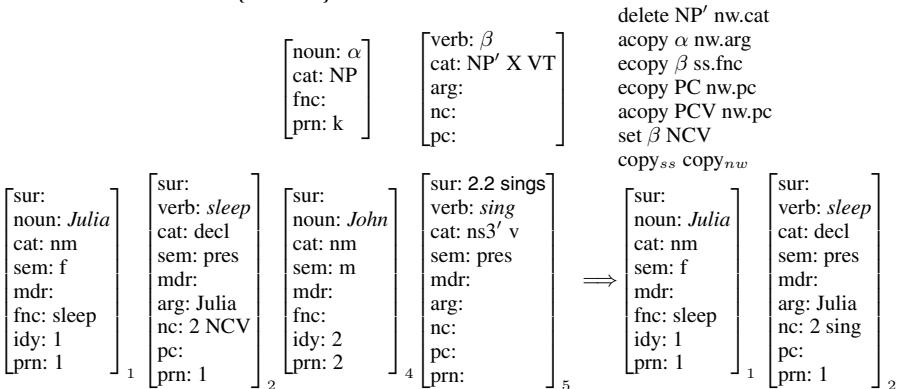 delete NP′ nw.cat
acopy α nw.arg
ecopy β ss.fnc
ecopy PC nw.pc
acopy PCV nw.pc
set β NCV
copy_ss copy_nw
noun: α
cat: NP
fnc:
prn: k
verb: β
cat: NP′ X VT
arg:
nc:
pc:
sur:
noun: Julia
cat: nm
sem: f
mdr:
fnc: sleep
idy: 1
prn: 1
1
sur:
verb: sleep
cat: decl
sem: pres
mdr:
arg: Julia
nc: 2 NCV
pc:
prn: 1
2
sur:
noun: John
cat: nm
sem: m
mdr:
fnc:
idy: 2
prn: 2
4
sur: 2.2 sings
verb: sing
cat: ns3′ v
sem: pres
mdr:
arg:
nc:
pc:
prn:
5
⟹
sur:
noun: Julia
cat: nm
sem: f
mdr:
fnc: sleep
idy: 1
prn: 1
1
sur:
verb: sleep
cat: decl
sem: pres
mdr:
arg: Julia
nc: 2 sing
pc:
prn: 1
2